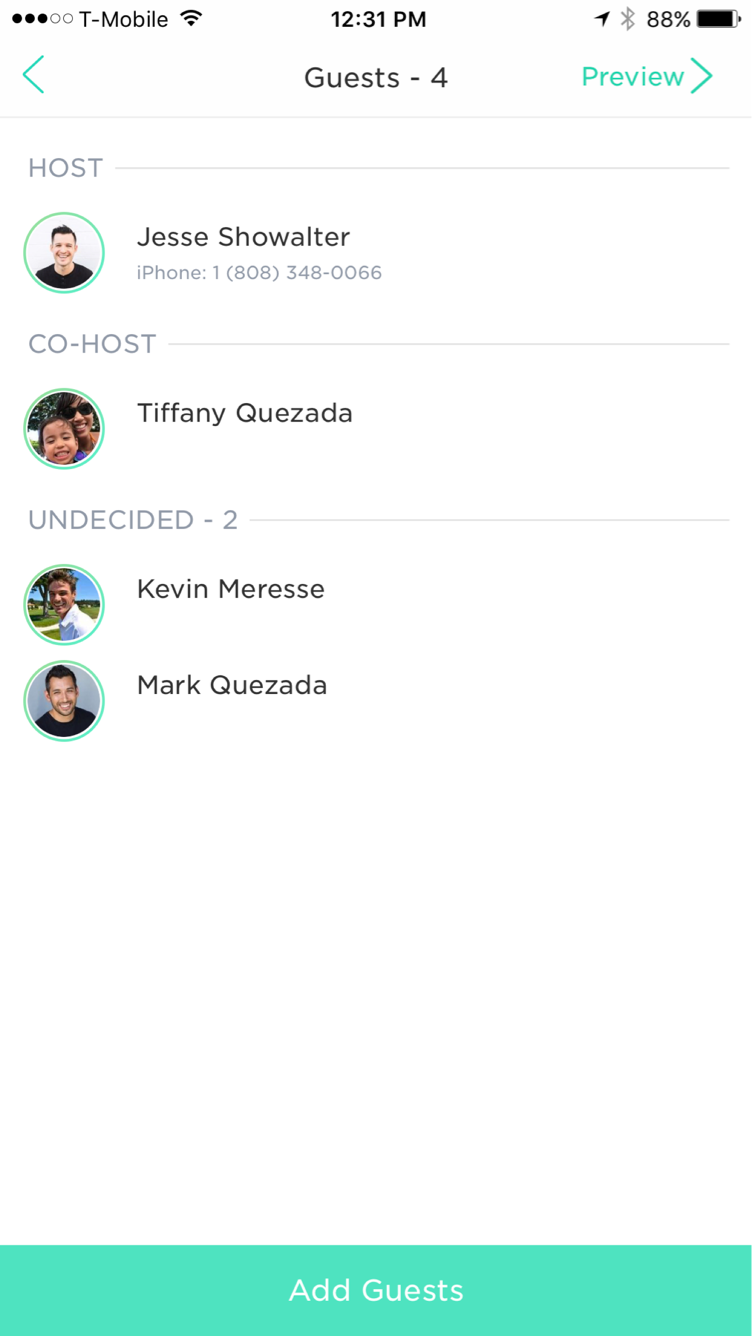 T-Mobile 12:31 PM 88%
Guests - 4 Preview
HOST
Jesse Showalter
iPhone: 1 (808) 348-0066
CO-HOST
Tiffany Quezada
UNDECIDED - 2
Kevin Meresse
Mark Quezada
Add Guests